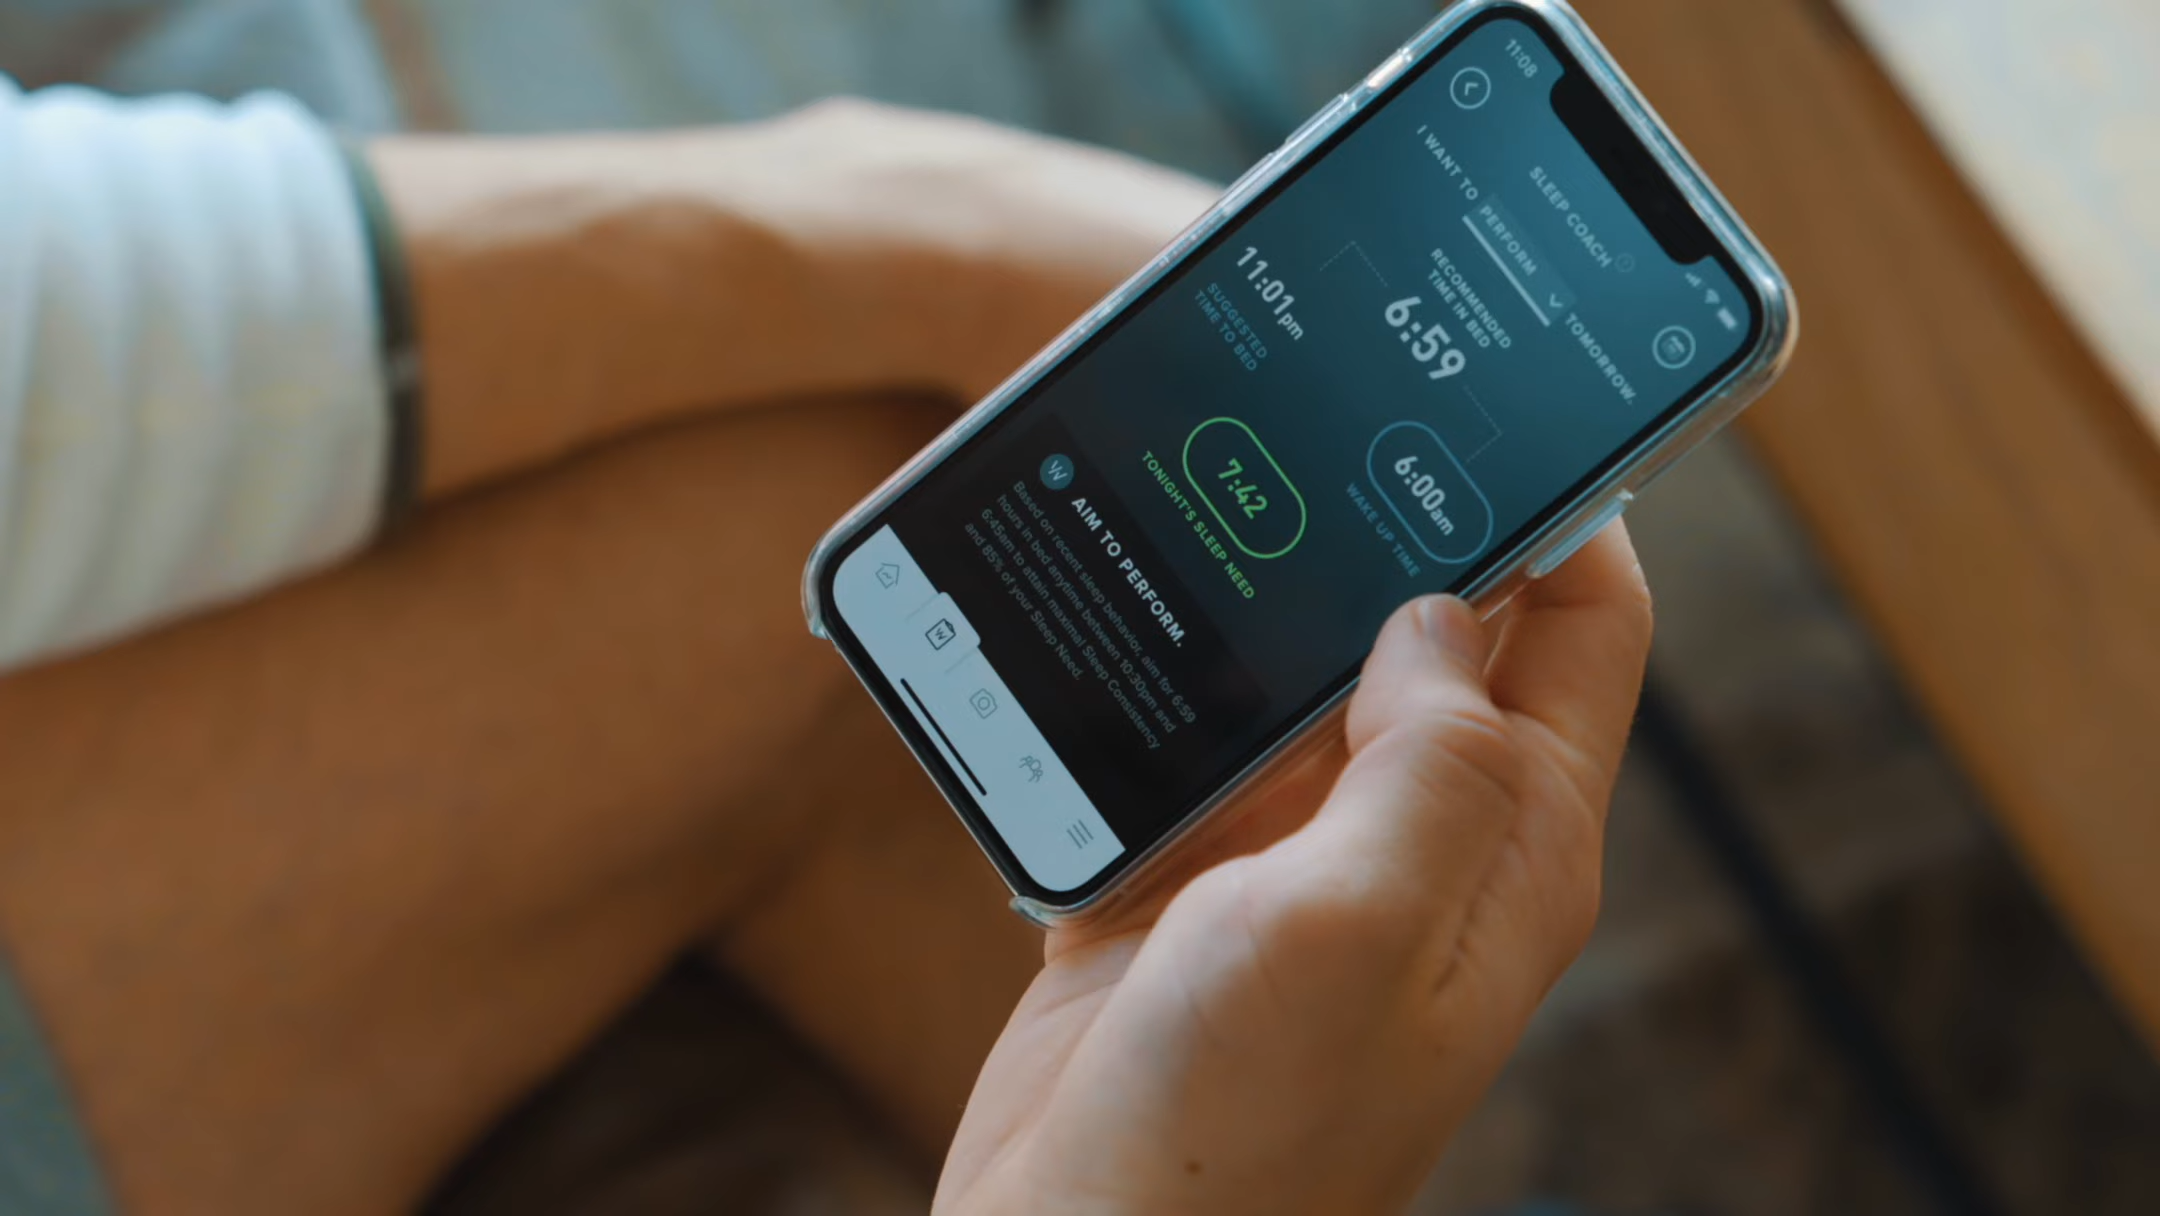 11:08
SLEEP COACH
I WANT TO PERFORM TOMORROW.
RECOMMENDED
TIME IN BED
6:59
11:01pm
SUGGESTED
TIME TO BED
6:00am
WAKE UP TIME
7:42
TONIGHT'S SLEEP NEED
W
AIM TO PERFORM.
Based on recent sleep behavior, aim for 6:59
hours in bed anytime between 10:30pm and
6:45am to attain maximal Sleep Consistency
and 85% of your Sleep Need.
W